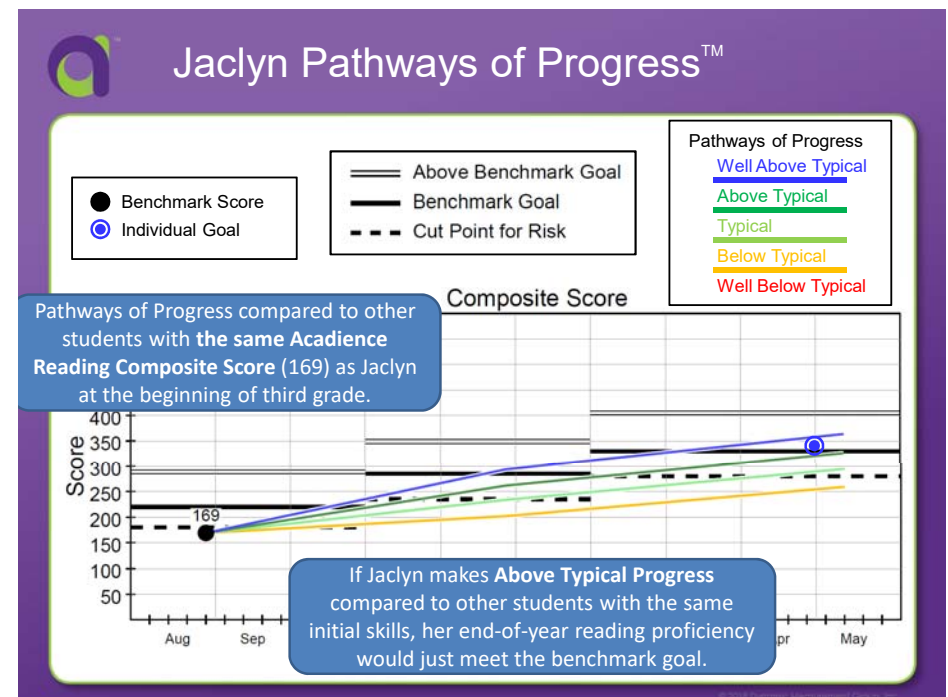 Jaclyn Pathways of Progress™
Pathways of Progress
Well Above Typical
Above Typical
Typical
Below Typical
Well Below Typical
Above Benchmark Goal
Benchmark Goal
Cut Point for Risk
Benchmark Score
Individual Goal
Composite Score
Pathways of Progress compared to other
students with the same Acadience
Reading Composite Score (169) as Jaclyn
at the beginning of third grade.
Score
400
350
300
250
200
150
100
50
169
If Jaclyn makes Above Typical Progress
compared to other students with the same
initial skills, her end-of-year reading proficiency
would just meet the benchmark goal.
Aug
Sep
pr
May